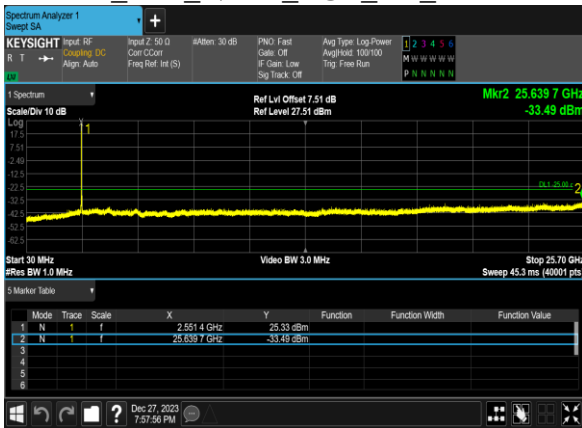 Spectrum Analyzer 1
Swept SA
+
KEYSIGHT Input: RF Input Z: 50 Ω #Atten: 30 dB PNO: Fast Avg Type: Log-Power 1 2 3 4 5 6
R T Coupling: DC Corr CCorr Gate: Off Avg|Hold: 100/100 M W W W W W
Align: Auto Freq Ref: Int (S) IF Gain: Low Trig: Free Run
LW Sig Track: Off P N N N N N
1 Spectrum Ref Lvl Offset 7.51 dB Mkr2 25.639 7 GHz
Scale/Div 10 dB Ref Level 27.51 dBm -33.49 dBm
Log
17.5
1
7.51
-2.49
-12.5
-22.5
DL1 -25.00
2
-32.5
-42.5
-52.5
-62.5
Start 30 MHz Video BW 3.0 MHz Stop 25.70 GHz
#Res BW 1.0 MHz Sweep 45.3 ms (40001 pts
5 Marker Table
Mode Trace Scale X Y Function Function Width Function Value
1 N 1 f 2.551 4 GHz 25.33 dBm
2 N 1 f 25.639 7 GHz -33.49 dBm
3
4
5
6
? Dec 27, 2023
7:57:56 PM